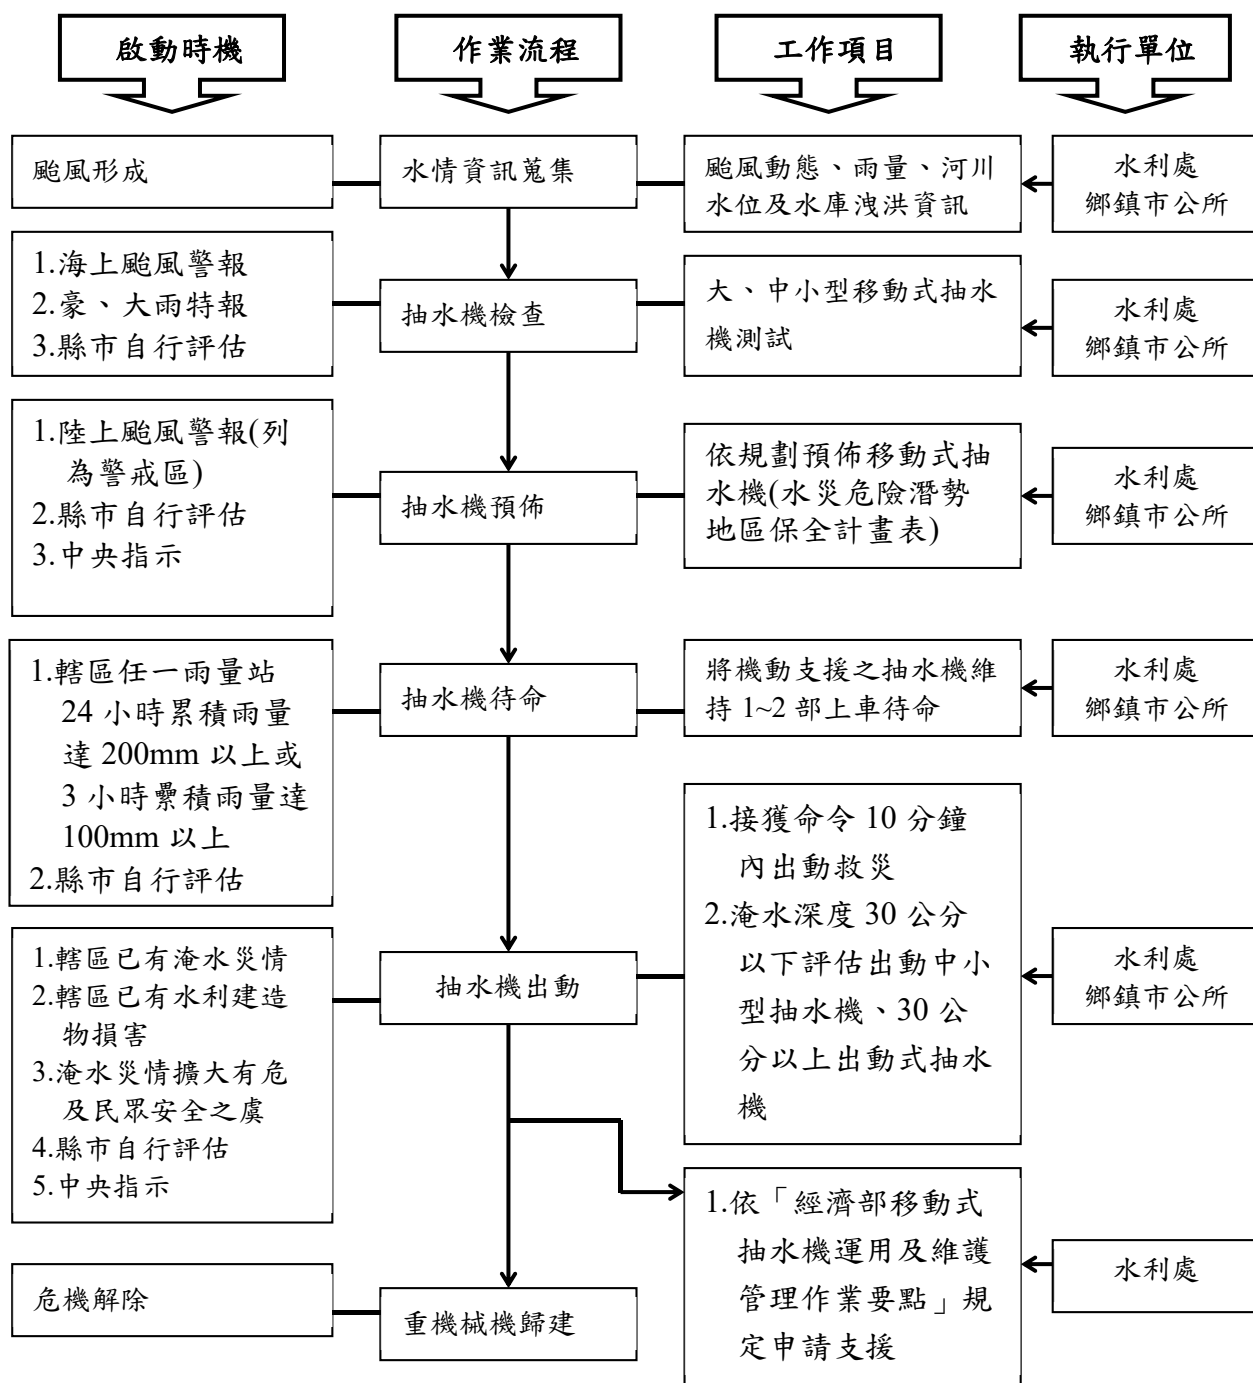 啟動時機
作業流程
工作項目
執行單位
颱風形成
水情資訊蒐集
颱風動態、雨量、河川
水位及水庫洩洪資訊
水利處
鄉鎮市公所
1.海上颱風警報
2.豪、大雨特報
3.縣市自行評估
抽水機檢查
大、中小型移動式抽水
機測試
水利處
鄉鎮市公所
1.陸上颱風警報(列
為警戒區)
2.縣市自行評估
3.中央指示
抽水機預佈
依規劃預佈移動式抽
水機(水災危險潛勢
地區保全計畫表)
水利處
鄉鎮市公所
1.轄區任一雨量站
24 小時累積雨量
達 200mm 以上或
3 小時纍積雨量達
100mm 以上
2.縣市自行評估
抽水機待命
將機動支援之抽水機維
持 1~2 部上車待命
水利處
鄉鎮市公所
1.轄區已有淹水災情
2.轄區已有水利建造
物損害
3.淹水災情擴大有危
及民眾安全之虞
4.縣市自行評估
5.中央指示
抽水機出動
1.接獲命令 10 分鐘
內出動救災
2.淹水深度 30 公分
以下評估出動中小
型抽水機、30 公
分以上出動式抽水
機
水利處
鄉鎮市公所
1.依「經濟部移動式
抽水機運用及維護
管理作業要點」規
定申請支援
水利處
危機解除
重機械機歸建